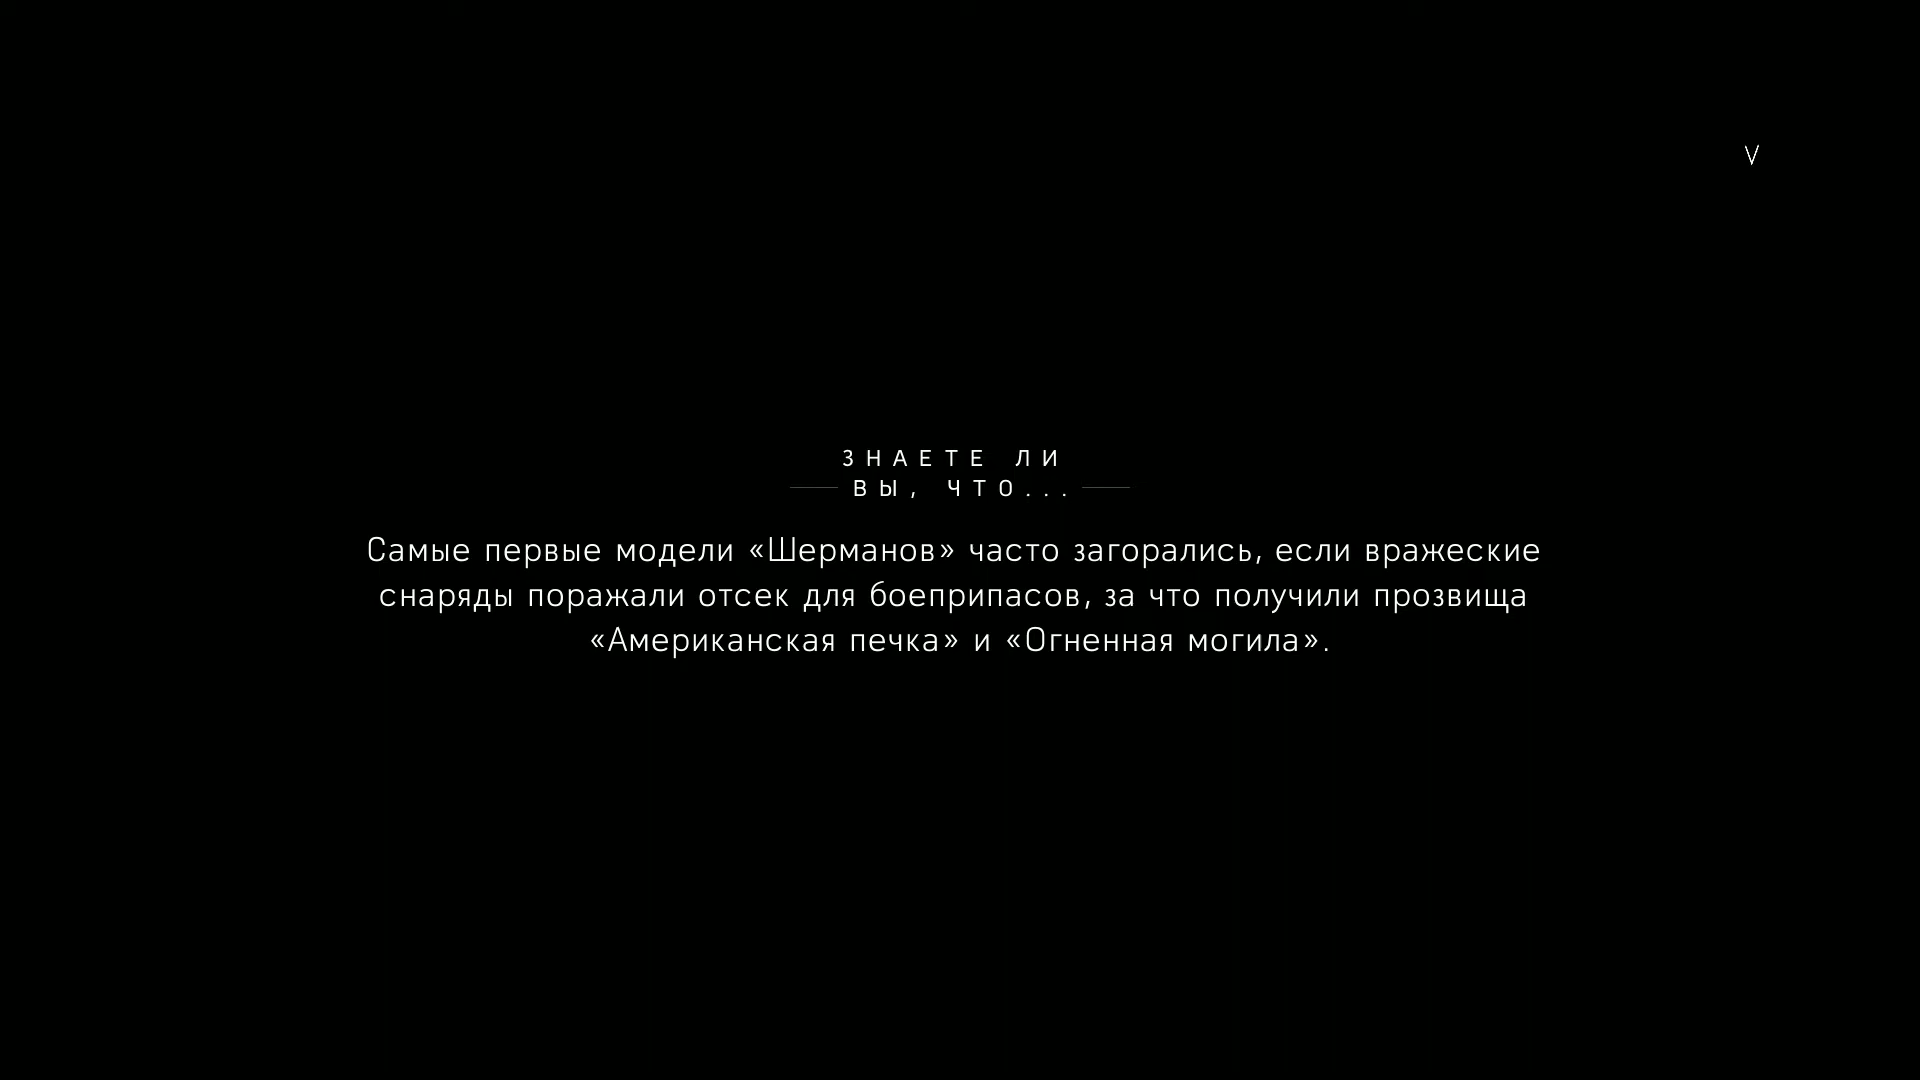 V
ЗНАЕТЕ ЛИ
ВЫ, ЧТО...
Самые первые модели «Шерманов» часто загорались, если вражеские
снаряды поражали отсек для боеприпасов, за что получили прозвища
«Американская печка» и «Огненная могила».